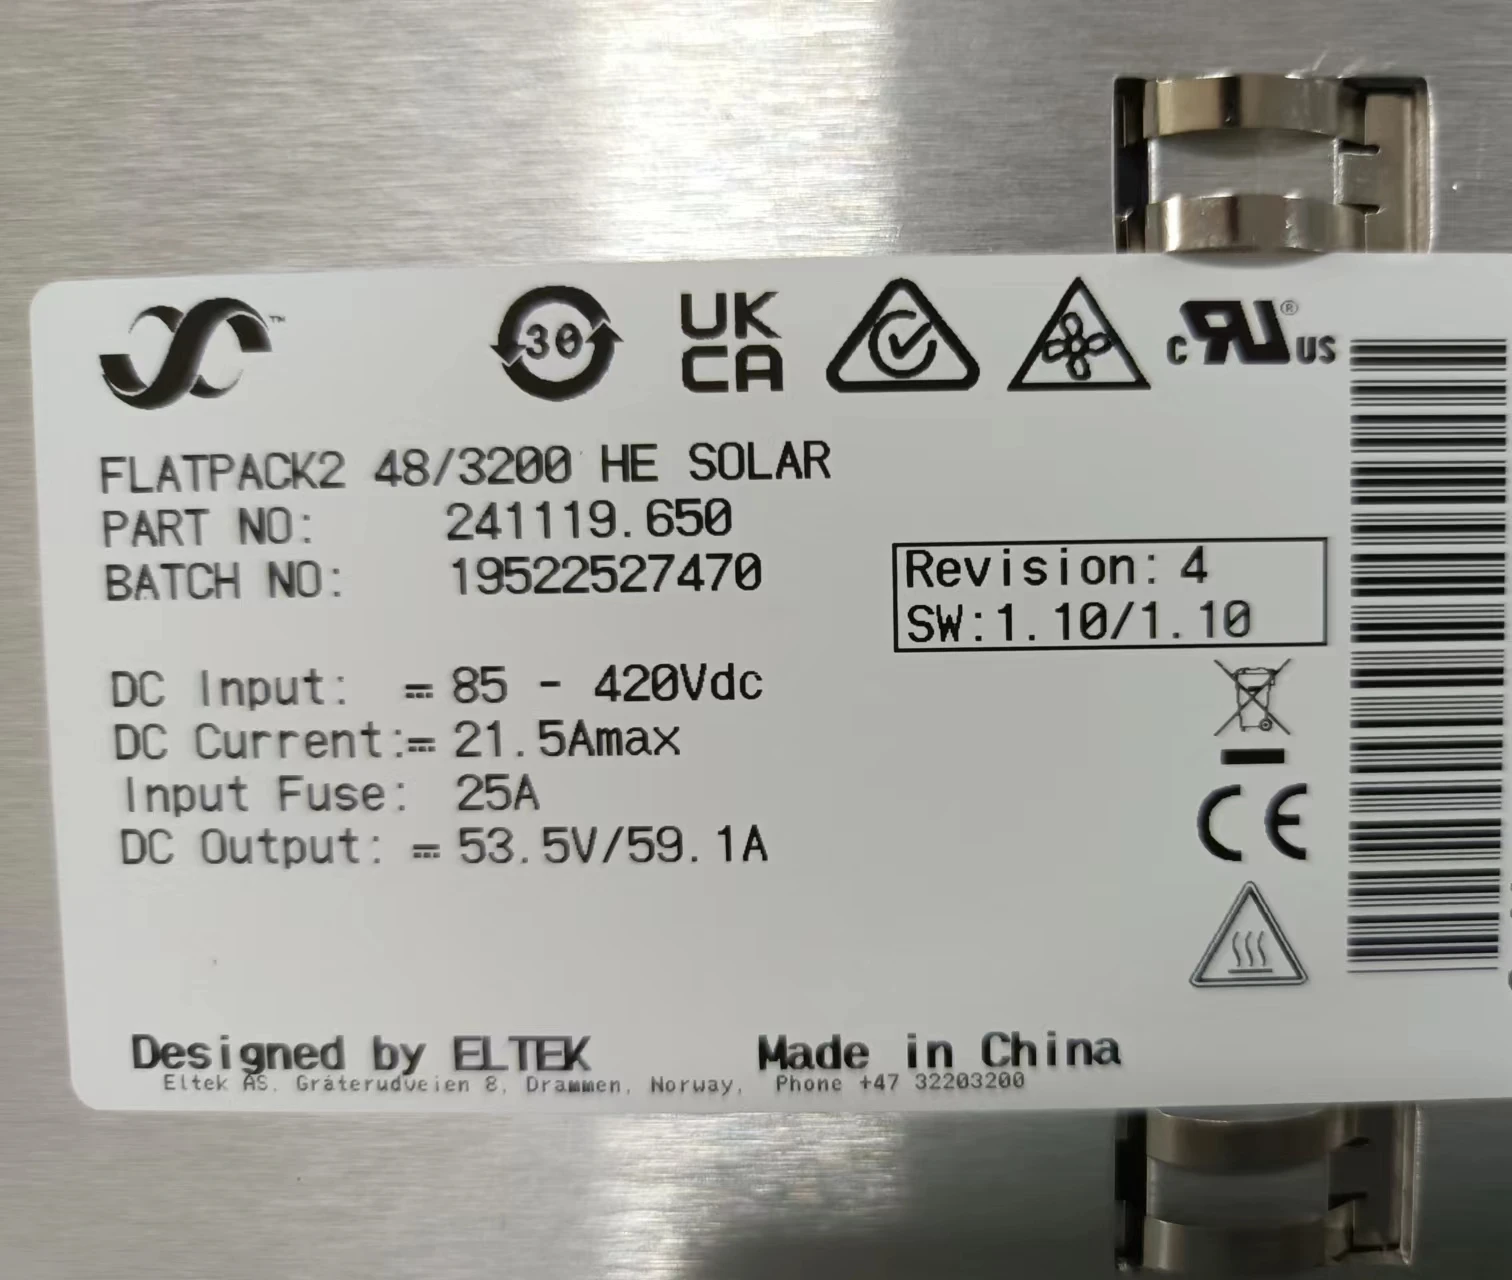 ™
30
UK
CA
c RU ® US
FLATPACK2 48/3200 HE SOLAR
PART NO: 241119.650
BATCH NO: 19522527470
Revision: 4
SW:1.10/1.10
DC Input: ⎓ 85 - 420Vdc
DC Current:⎓ 21.5Amax
Input Fuse: 25A
DC Output: ⎓ 53.5V/59.1A
CE
Designed by ELTEK Made in China
Eltek AS. Gråterudveien 8, Drammen, Norway, Phone +47 32203200